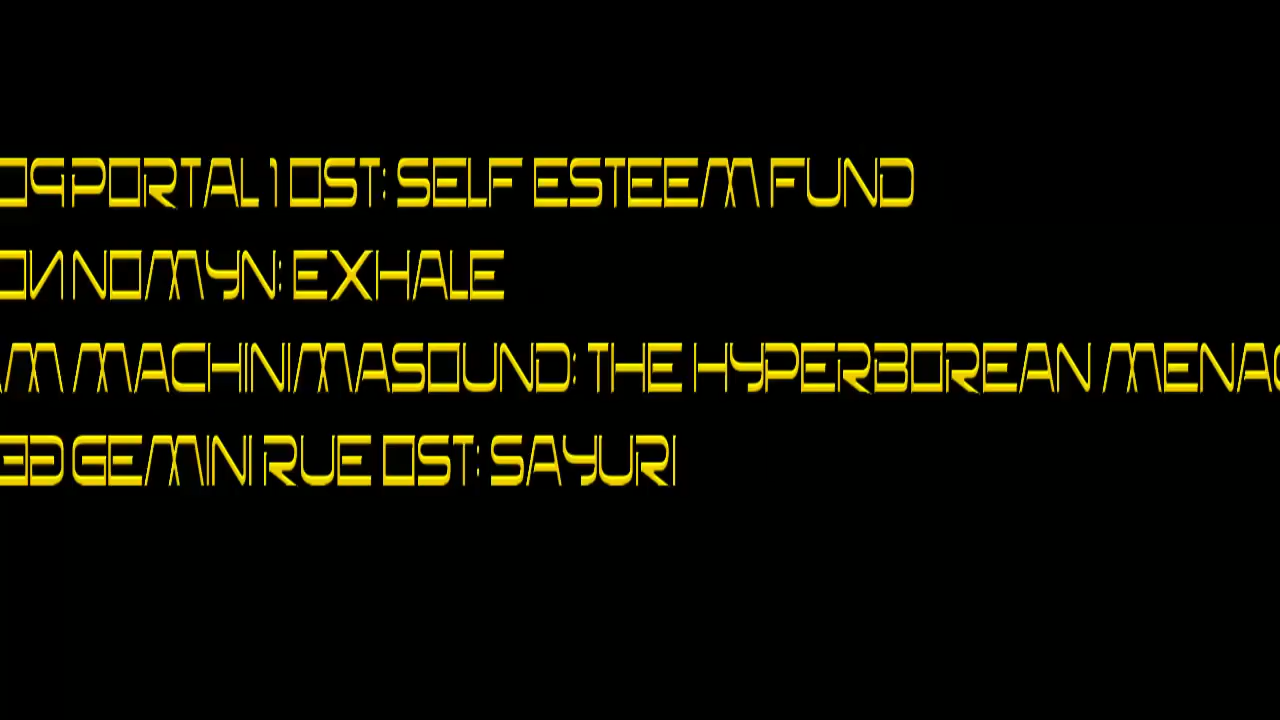 PORTAL 1 OST: SELF ESTEEM FUND
NOMYN: EXHALE
MACHINIMASOUND: THE HYPERBOREAN
GEMINI RUE OST: SAYURI